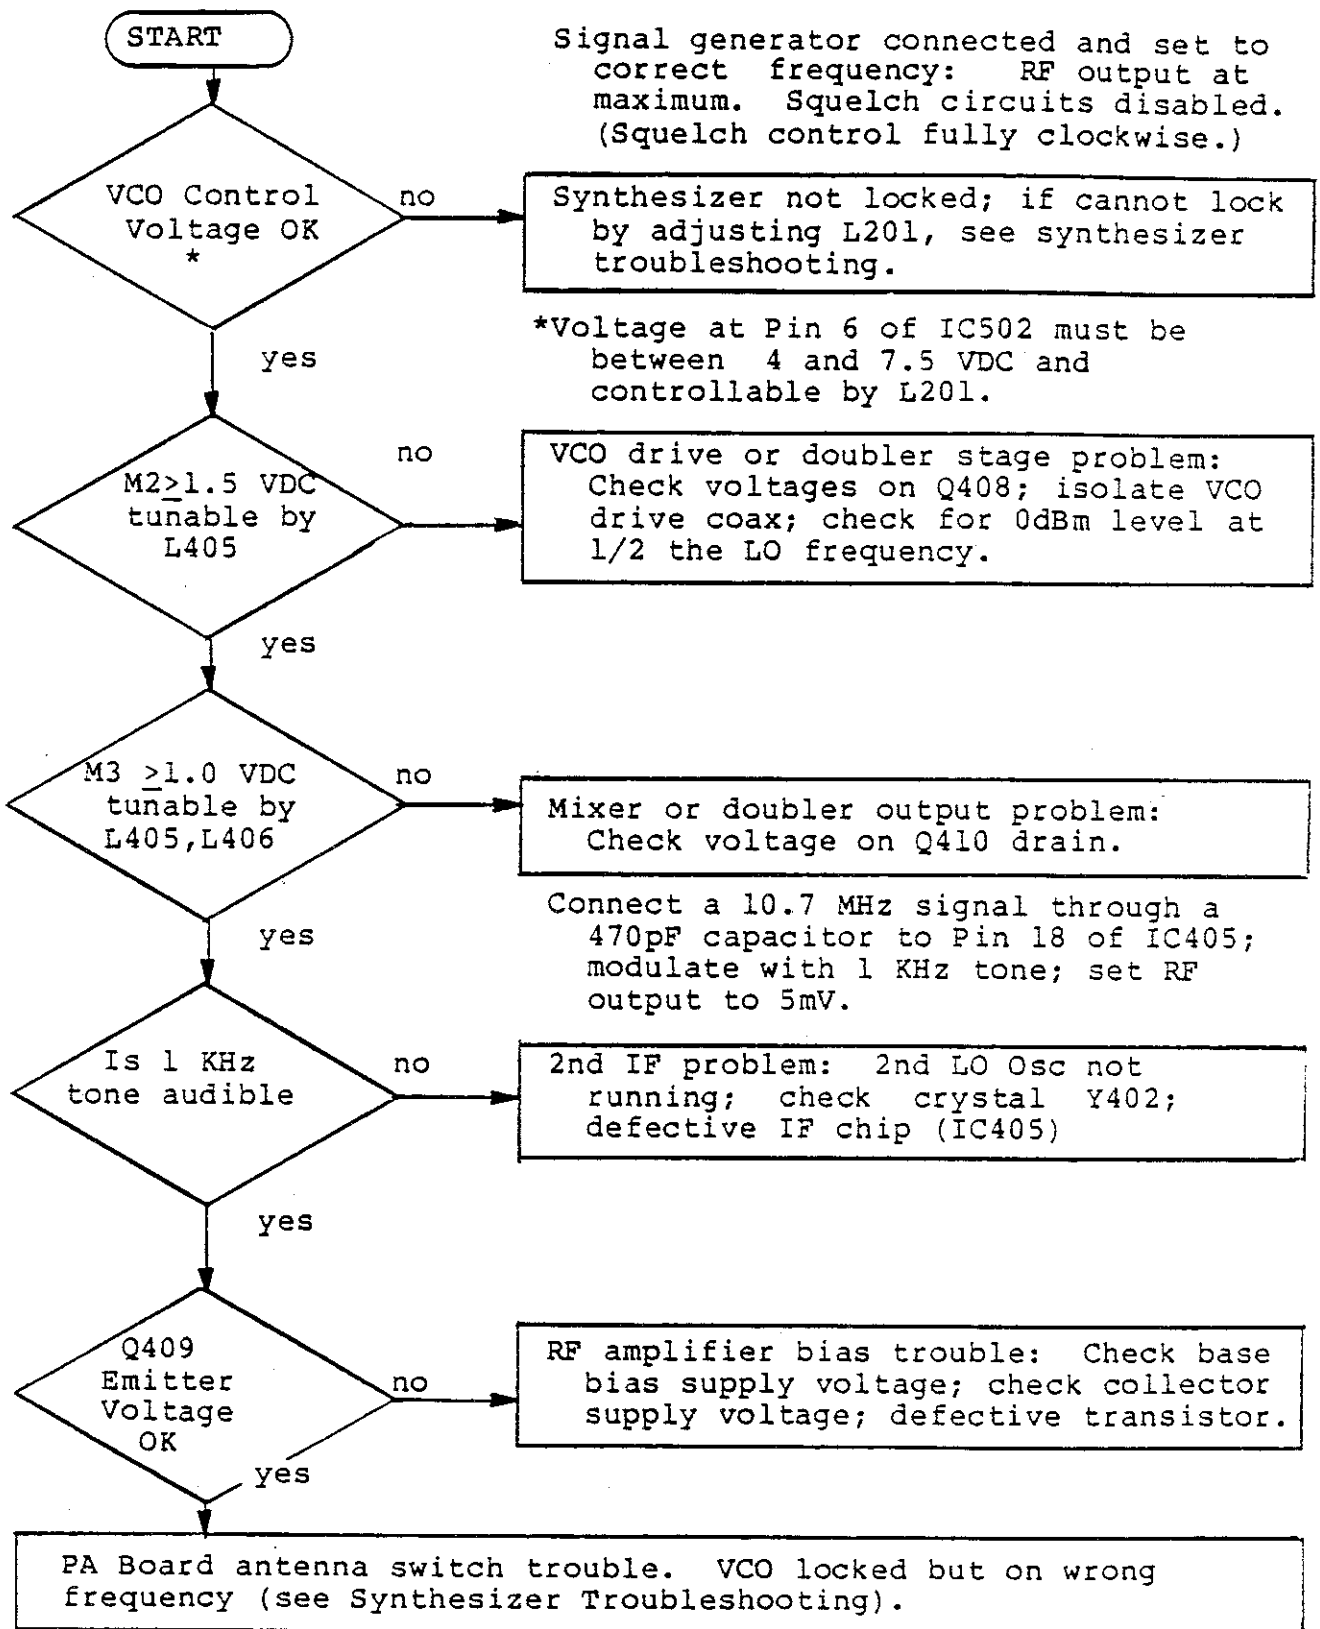 START
Signal generator connected and set to
correct frequency: RF output at
maximum. Squelch circuits disabled.
(Squelch control fully clockwise.)
VCO Control
Voltage OK
*
no
Synthesizer not locked; if cannot lock
by adjusting L201, see synthesizer
troubleshooting.
yes
*Voltage at Pin 6 of IC502 must be
between 4 and 7.5 VDC and
controllable by L201.
M2≥1.5 VDC
tunable by
L405
no
VCO drive or doubler stage problem:
Check voltages on Q408; isolate VCO
drive coax; check for 0dBm level at
1/2 the LO frequency.
yes
M3 ≥1.0 VDC
tunable by
L405,L406
no
Mixer or doubler output problem:
Check voltage on Q410 drain.
yes
Connect a 10.7 MHz signal through a
470pF capacitor to Pin 18 of IC405;
modulate with 1 KHz tone; set RF
output to 5mV.
Is 1 KHz
tone audible
no
2nd IF problem: 2nd LO Osc not
running; check crystal Y402;
defective IF chip (IC405)
yes
Q409
Emitter
Voltage
OK
no
RF amplifier bias trouble: Check base
bias supply voltage; check collector
supply voltage; defective transistor.
yes
PA Board antenna switch trouble. VCO locked but on wrong
frequency (see Synthesizer Troubleshooting).